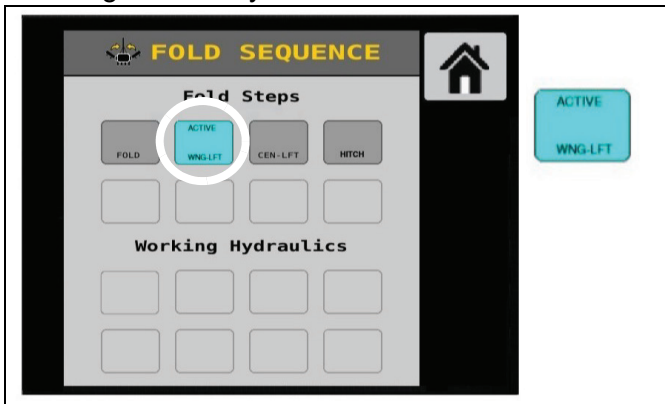 FOLD SEQUENCE
Fold Steps
ACTIVE
FOLD WNG-LFT CEN-LFT HITCH
Working Hydraulics
ACTIVE
WNG-LFT